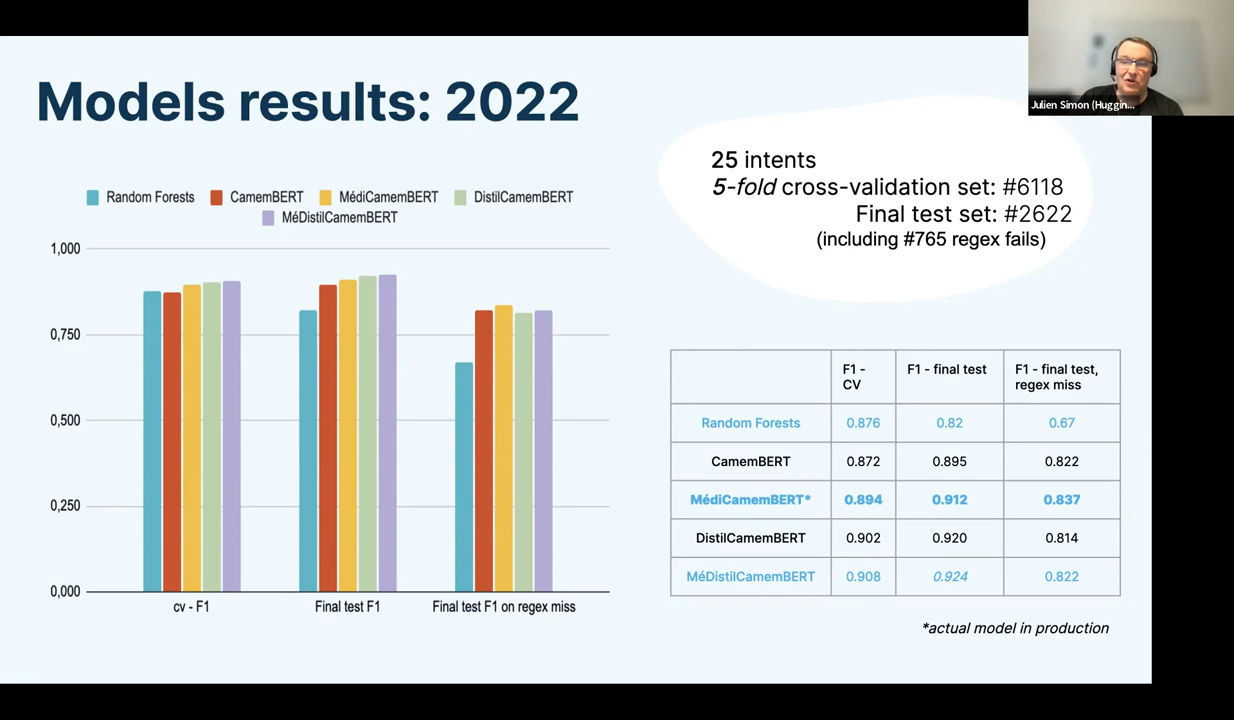 Models results: 2022
Julien Simon (Huggin...
25 intents
5-fold cross-validation set: #6118
Final test set: #2622
(including #765 regex fails)
Random Forests CamemBERT MédiCamemBERT DistilCamemBERT
MéDistilCamemBERT
1,000
0,750
0,500
0,250
0,000
cv - F1 Final test F1 Final test F1 on regex miss
F1 - CV F1 - final test F1 - final test, regex miss
Random Forests 0.876 0.82 0.67
CamemBERT 0.872 0.895 0.822
MédiCamemBERT* 0.894 0.912 0.837
DistilCamemBERT 0.902 0.920 0.814
MéDistilCamemBERT 0.908 0.924 0.822
*actual model in production